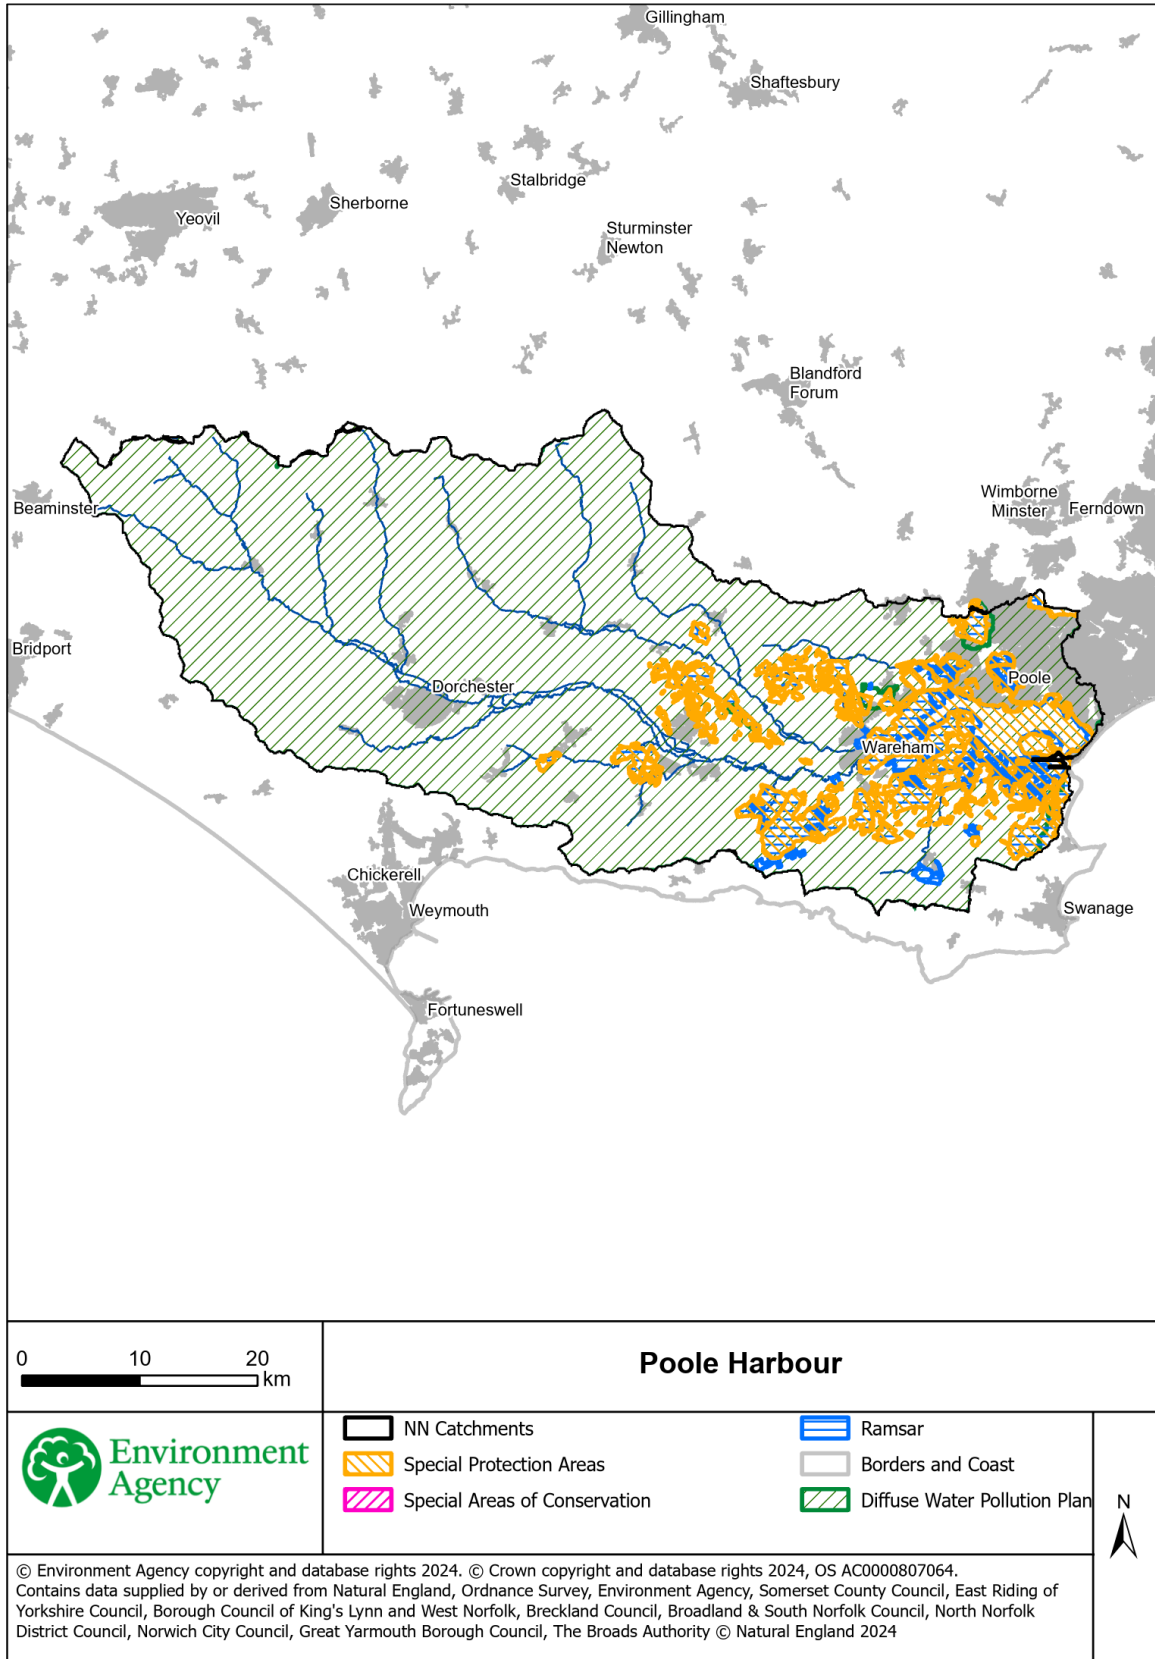 Gillingham
Shaftesbury
Stalbridge
Sherborne
Yeovil
Sturminster
Newton
Blandford
Forum
Wimborne
Minster
Ferndown
Beaminster
Bridport
Dorchester
Poole
Wareham
Chickerell
Weymouth
Swanage
Fortuneswell
0 10 20
km
Poole Harbour
Environment
Agency
NN Catchments
Special Protection Areas
Special Areas of Conservation
Ramsar
Borders and Coast
Diffuse Water Pollution Plan
N
© Environment Agency copyright and database rights 2024. © Crown copyright and database rights 2024, OS AC0000807064.
Contains data supplied by or derived from Natural England, Ordnance Survey, Environment Agency, Somerset County Council, East Riding of
Yorkshire Council, Borough Council of King's Lynn and West Norfolk, Breckland Council, Broadland & South Norfolk Council, North Norfolk
District Council, Norwich City Council, Great Yarmouth Borough Council, The Broads Authority © Natural England 2024